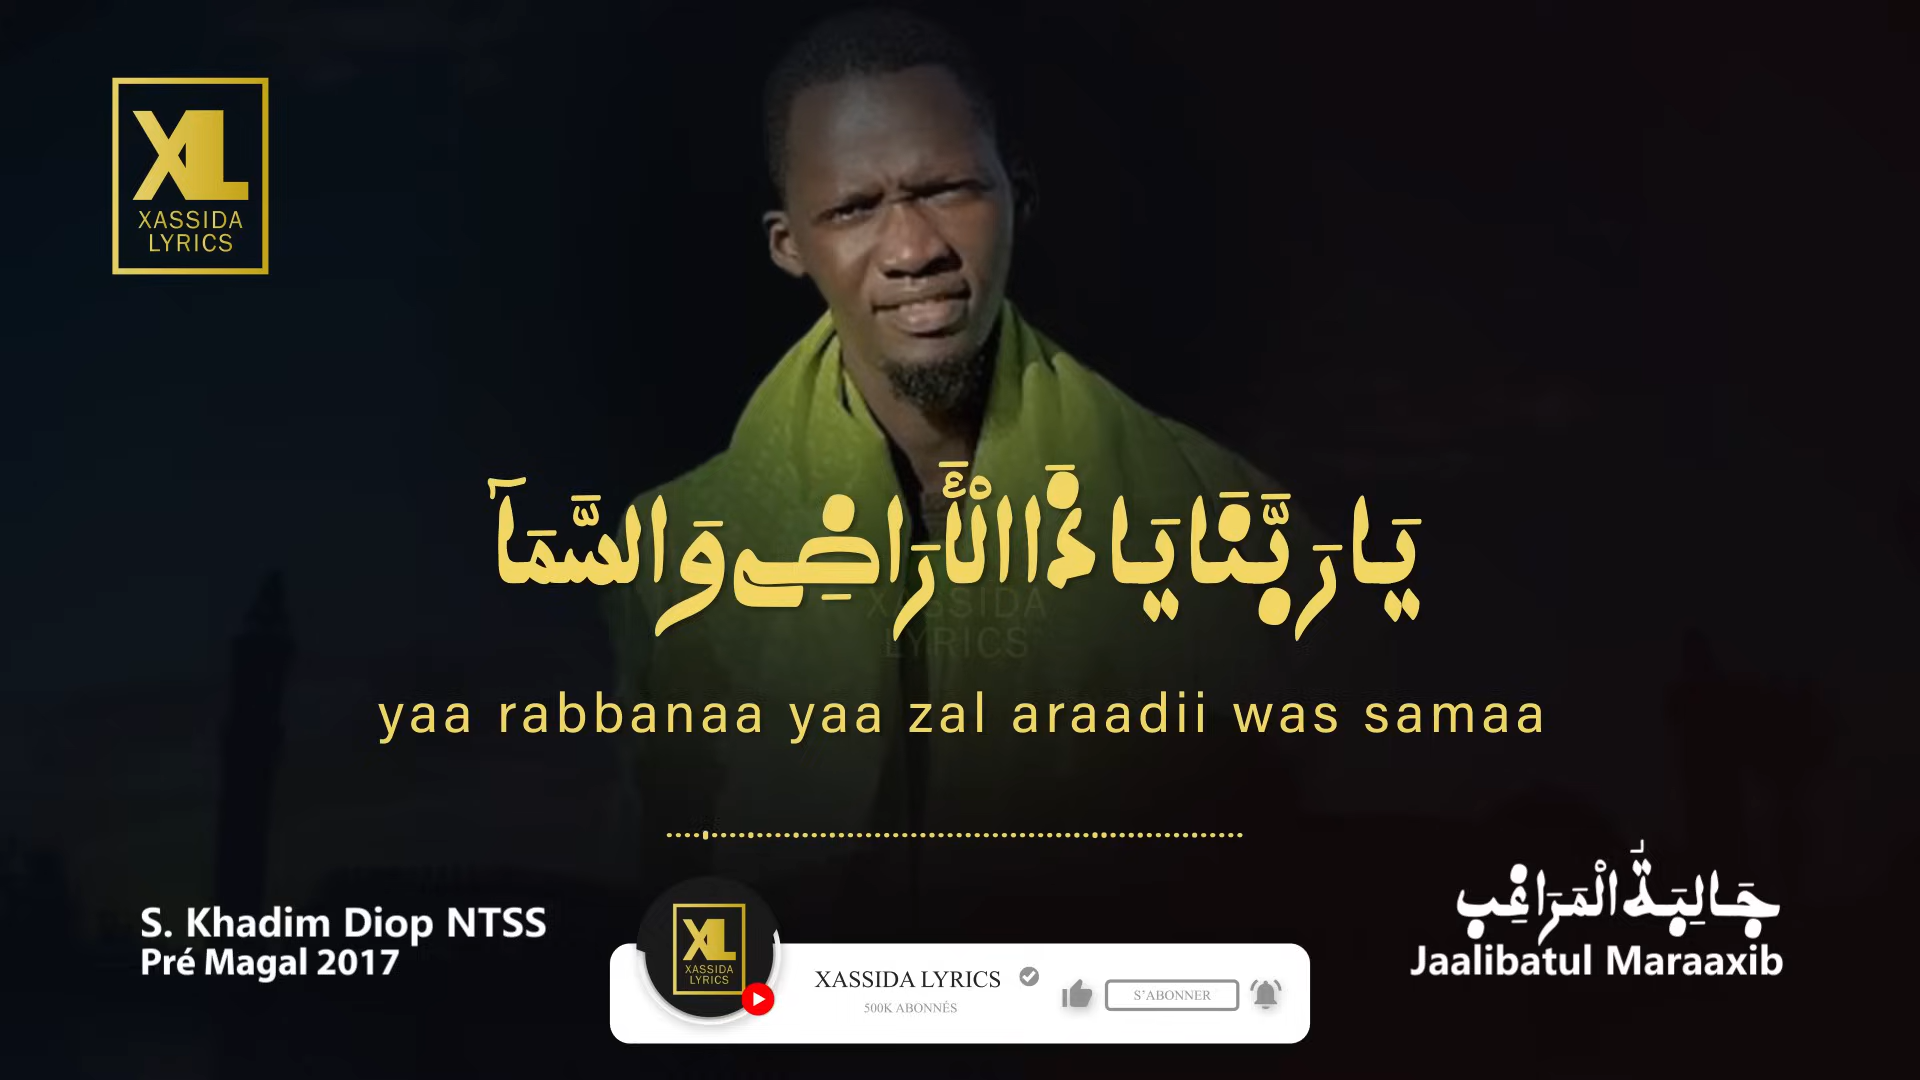 XL
XASSIDA
LYRICS
يَا رَبَّنَا يَا ذَا الْأَرَاضِي وَالسَّمَآ
XASSIDA
LYRICS
yaa rabbanaa yaa zal araadii was samaa
S. Khadim Diop NTSS
Pré Magal 2017
XL
XASSIDA
LYRICS
XASSIDA LYRICS
500K ABONNÉS
S'ABONNER
جَالِبَةُ الْمَرَاغِبِ
Jaalibatul Maraaxib